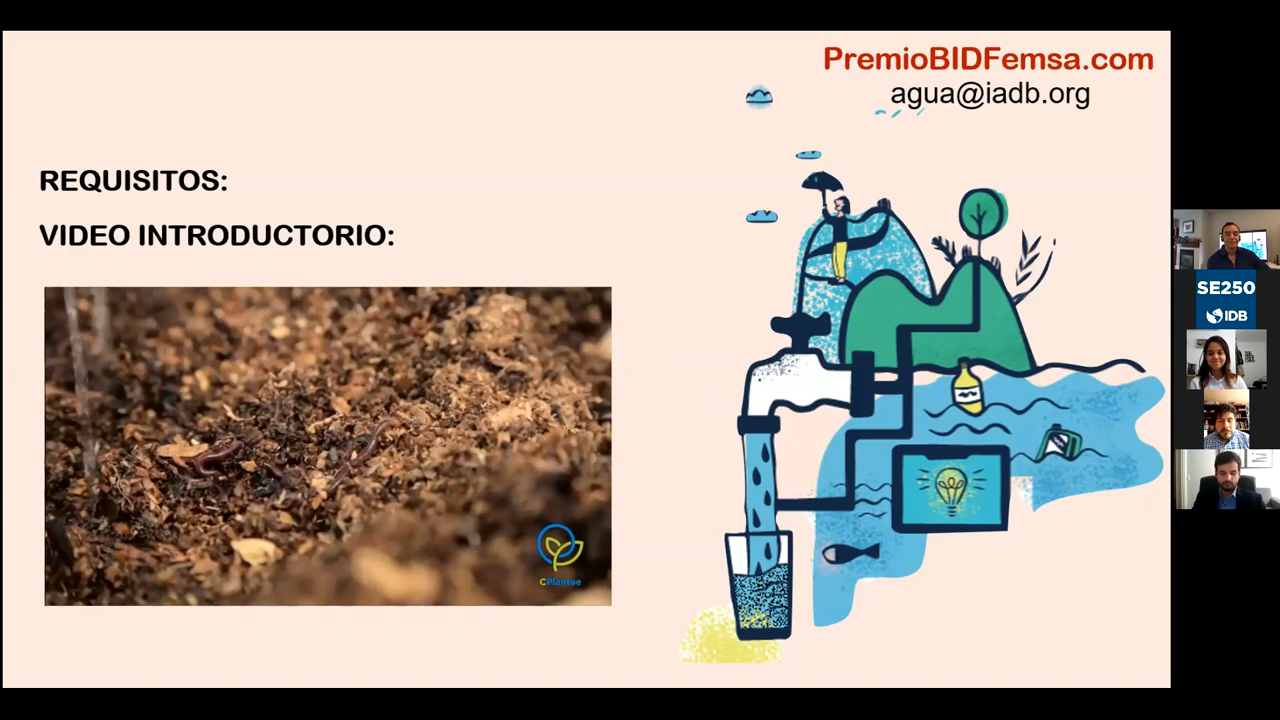 PremioBIDFemsa.com
agua@iadb.org
REQUISITOS:
VIDEO INTRODUCTORIO:
CPlantae
SE250
IDB